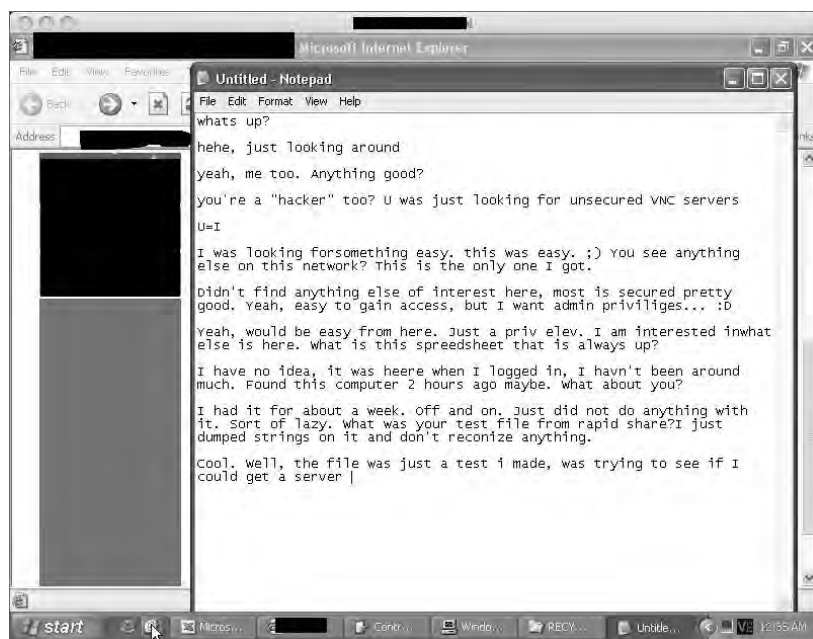 Microsoft Internet Explorer
File Edit View Favorites
Untitled - Notepad
Back
File Edit Format View Help
Address
whats up?
hehe, just looking around
yeah, me too. Anything good?
you're a "hacker" too? U was just looking for unsecured VNC servers
U=I
I was looking forsomething easy. this was easy. ;) You see anything
else on this network? This is the only one I got.
Didn't find anything else of interest here, most is secured pretty
good. Yeah, easy to gain access, but I want admin priviliges... :D
Yeah, would be easy from here. Just a priv elev. I am interested inwhat
else is here. what is this spreedsheet that is always up?
I have no idea, it was heere when I logged in, I havn't been around
much. Found this computer 2 hours ago maybe. what about you?
I had it for about a week. Off and on. Just did not do anything with
it. Sort of lazy. what was your test file from rapid share?I just
dumped strings on it and don't reconize anything.
Cool. well, the file was just a test i made, was trying to see if I
could get a server
start Micros... Contr... Windo... RECY... Untitle... 12:55 AM